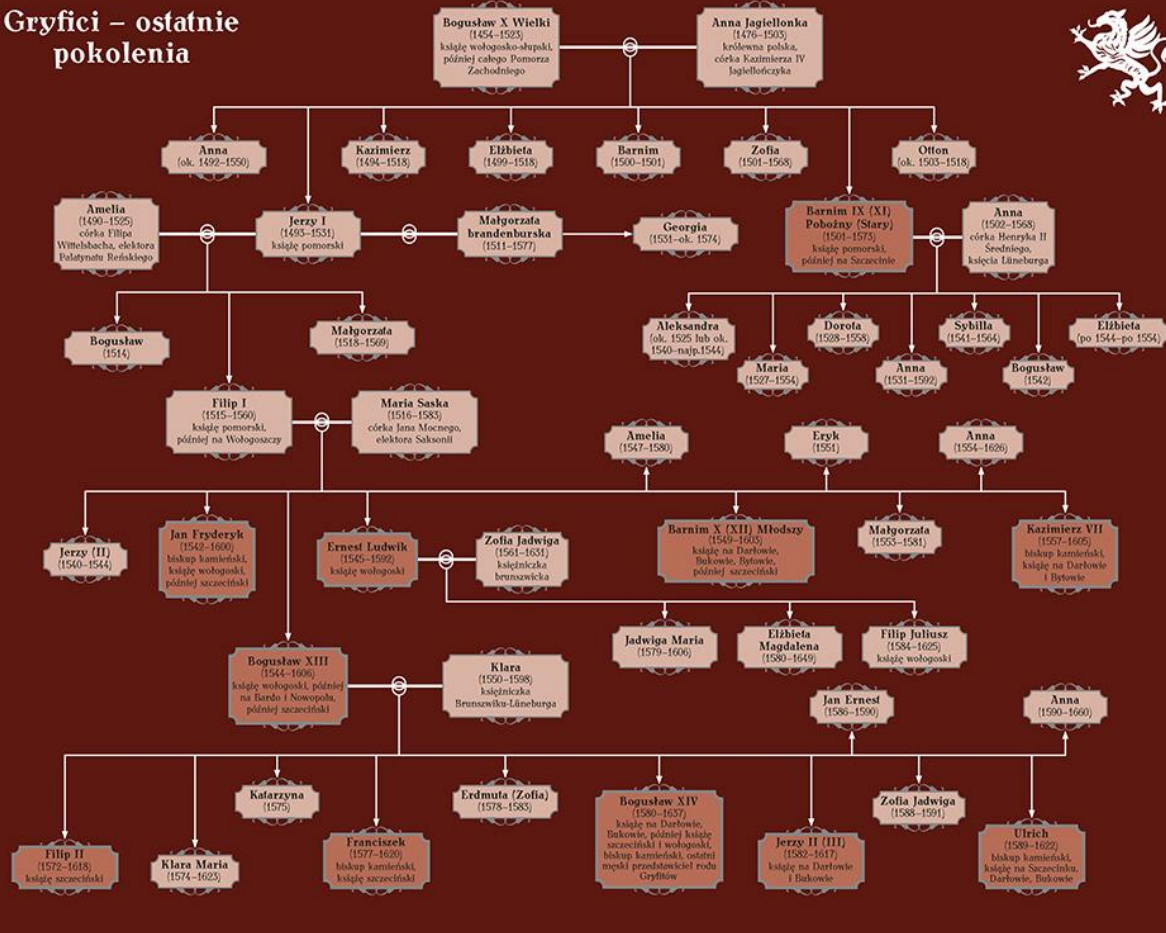 Gryfici – ostatnie
pokolenia
Bogusław X Wielki
(1454–1523)
książę wołogosko-słupski,
później całego Pomorza
Zachodniego
Anna Jagiellonka
(1476–1503)
królewna polska,
córka Kazimierza IV
Jagiellończyka
Anna
(ok. 1492–1550)
Kazimierz
(1494–1518)
Elżbieta
(1499–1518)
Barnim
(1500–1501)
Zofia
(1501–1568)
Otton
(ok. 1503–1518)
Amelia
(1490–1525)
córka Filipa
Wittelsbacha, elektora
Palatynatu Reńskiego
Jerzy I
(1493–1531)
książę pomorski
Małgorzata
brandenburska
(1511–1577)
Georgia
(1531–ok. 1574)
Barnim IX (XI)
Pobożny (Stary)
(1501–1573)
książę pomorski,
później na Szczecinie
Anna
(1502–1568)
córka Henryka II
Średniego,
księcia Lüneburga
Bogusław
(1514)
Małgorzata
(1518–1569)
Aleksandra
(ok. 1525 lub ok.
1540–najp.1544)
Maria
(1527–1554)
Dorota
(1528–1558)
Anna
(1531–1592)
Sybilla
(1541–1564)
Bogusław
(1542)
Elżbieta
(po 1544–po 1554)
Filip I
(1515–1560)
książę pomorski,
później na Wołogoszczy
Maria Saska
(1516–1583)
córka Jana Mocnego,
elektora Saksonii
Amelia
(1547–1580)
Eryk
(1551)
Anna
(1554–1626)
Jerzy (II)
(1540–1544)
Jan Fryderyk
(1542–1600)
biskup kamieński,
książę wołogoski,
później szczeciński
Ernest Ludwik
(1545–1592)
książę wołogoski
Zofia Jadwiga
(1561–1631)
księżniczka
brunszwicka
Barnim X (XII) Młodszy
(1549–1603)
książę na Darłowie,
Bukowie, Bytowie,
później szczeciński
Małgorzata
(1553–1581)
Kazimierz VII
(1557–1605)
biskup kamieński,
książę na Darłowie
i Bytowie
Jadwiga Maria
(1579–1606)
Elżbieta
Magdalena
(1580–1649)
Filip Juliusz
(1584–1625)
książę wołogoski
Bogusław XIII
(1544–1606)
książę wołogoski, później
na Bardo i Nowopolu,
później szczeciński
Klara
(1550–1598)
księżniczka
Brunszwiku-Lüneburga
Jan Ernest
(1586–1590)
Anna
(1590–1660)
Filip II
(1572–1618)
książę szczeciński
Klara Maria
(1574–1623)
Katarzyna
(1575)
Franciszek
(1577–1620)
biskup kamieński,
książę szczeciński
Erdmuta (Zofia)
(1578–1583)
Bogusław XIV
(1580–1637)
książę na Darłowie,
Bukowie, później książę
szczeciński i wołogoski,
biskup kamieński, ostatni
męski przedstawiciel rodu
Gryfitów
Jerzy II (III)
(1582–1617)
książę na Darłowie
i Bukowie
Zofia Jadwiga
(1588–1591)
Ulrich
(1589–1622)
biskup kamieński,
książę na Szczecinku,
Darłowie, Bukowie